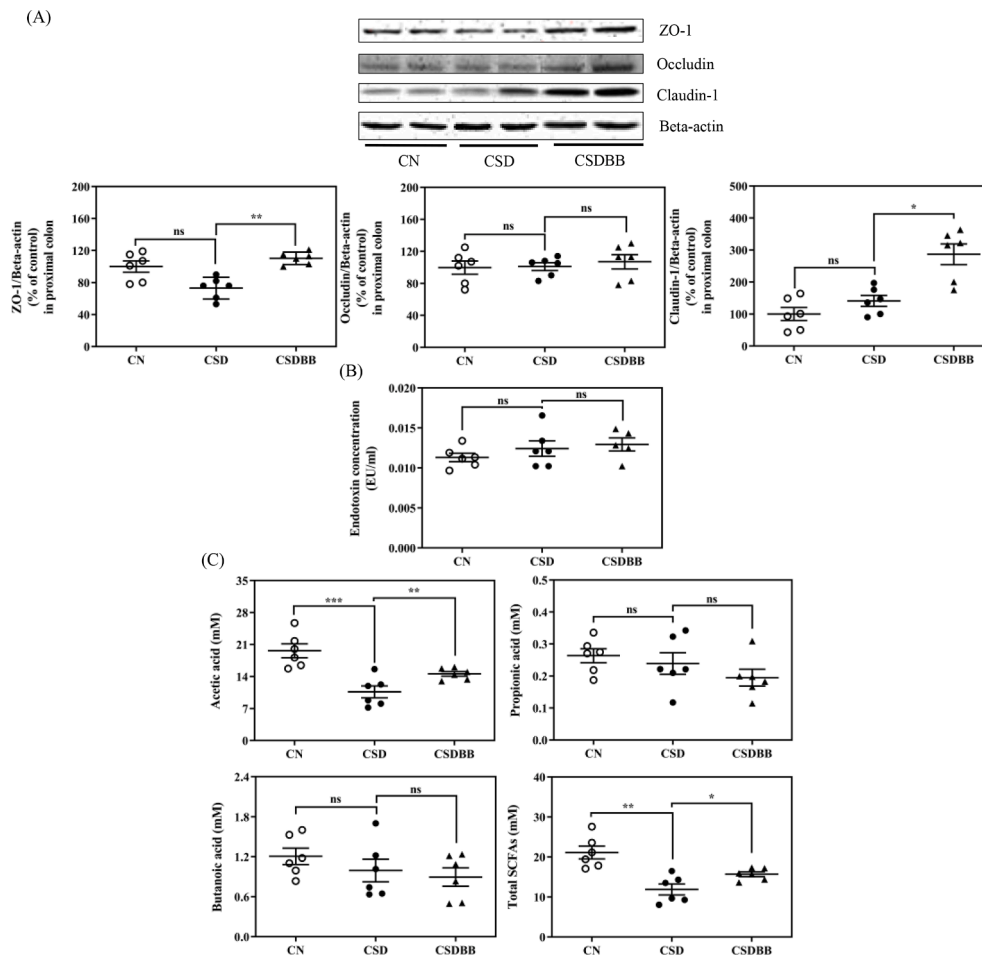 (A)
ZO-1
Occludin
Claudin-1
Beta-actin
CN CSD CSDBB
ZO-1/Beta-actin
(% of control)
in proximal colon
200
160
120
80
40
0
ns
**
CN CSD CSDBB
Occludin/Beta-actin
(% of control)
in proximal colon
200
160
120
80
40
0
ns
ns
CN CSD CSDBB
Claudin-1/Beta-actin
(% of control)
in proximal colon
500
400
300
200
100
0
ns
*
CN CSD CSDBB
(B)
Endotoxin concentration
(EU/ml)
0.020
0.015
0.010
0.005
0.000
ns
ns
CN CSD CSDBB
(C)
Acetic acid (mM)
35
28
21
14
7
0
***
**
CN CSD CSDBB
Propionic acid (mM)
0.5
0.4
0.3
0.2
0.1
0.0
ns
ns
CN CSD CSDBB
Butanoic acid (mM)
2.4
1.8
1.2
0.6
0.0
ns
ns
CN CSD CSDBB
Total SCFAs (mM)
40
30
20
10
0
**
*
CN CSD CSDBB